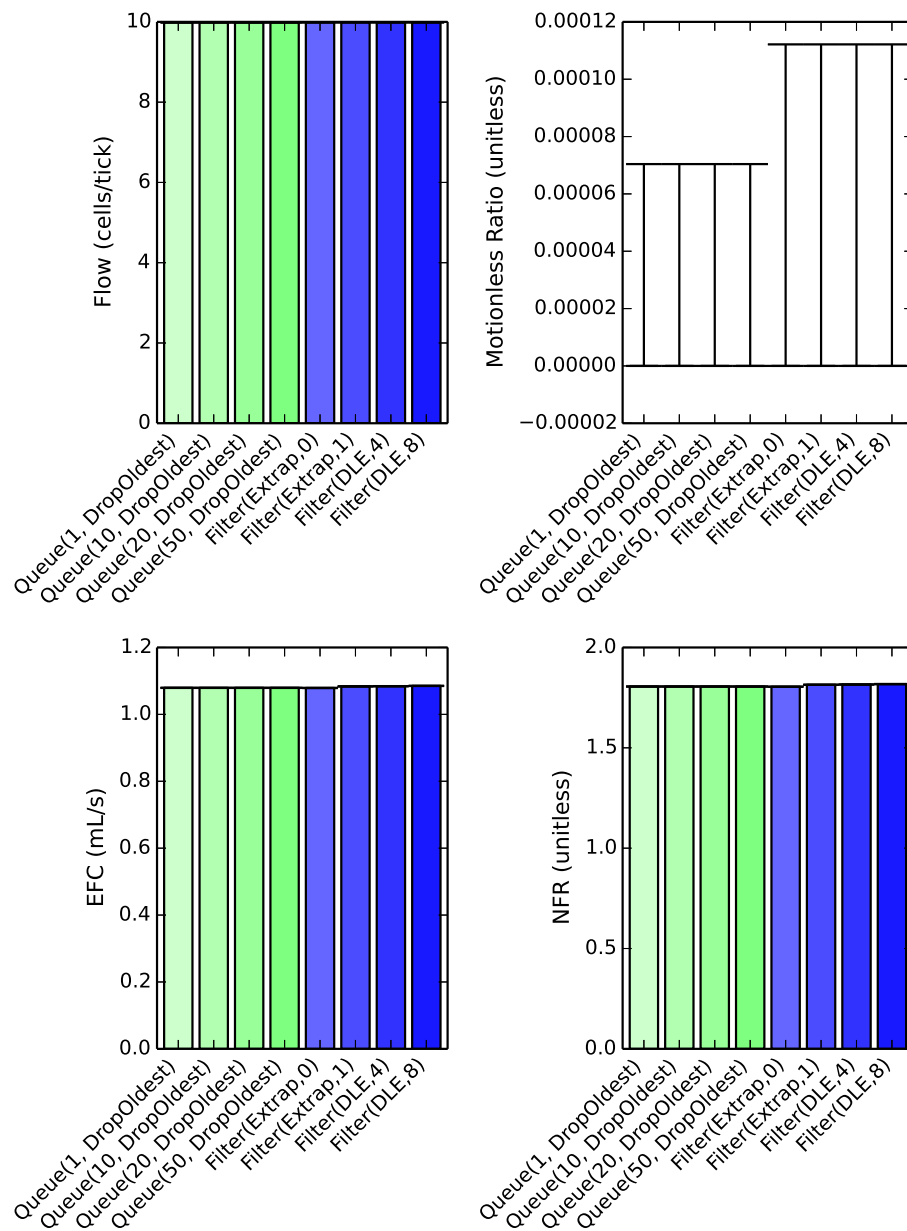 10
8
6
4
2
0
Flow (cells/tick)
Queue(1, DropOldest)
Queue(10, DropOldest)
Queue(20, DropOldest)
Queue(50, DropOldest)
Filter(Extrap,0)
Filter(Extrap,1)
Filter(DLE,4)
Filter(DLE,8)
0.00012
0.00010
0.00008
0.00006
0.00004
0.00002
0.00000
−0.00002
Motionless Ratio (unitless)
Queue(1, DropOldest)
Queue(10, DropOldest)
Queue(20, DropOldest)
Queue(50, DropOldest)
Filter(Extrap,0)
Filter(Extrap,1)
Filter(DLE,4)
Filter(DLE,8)
1.2
1.0
0.8
0.6
0.4
0.2
0.0
EFC (mL/s)
Queue(1, DropOldest)
Queue(10, DropOldest)
Queue(20, DropOldest)
Queue(50, DropOldest)
Filter(Extrap,0)
Filter(Extrap,1)
Filter(DLE,4)
Filter(DLE,8)
2.0
1.5
1.0
0.5
0.0
NFR (unitless)
Queue(1, DropOldest)
Queue(10, DropOldest)
Queue(20, DropOldest)
Queue(50, DropOldest)
Filter(Extrap,0)
Filter(Extrap,1)
Filter(DLE,4)
Filter(DLE,8)